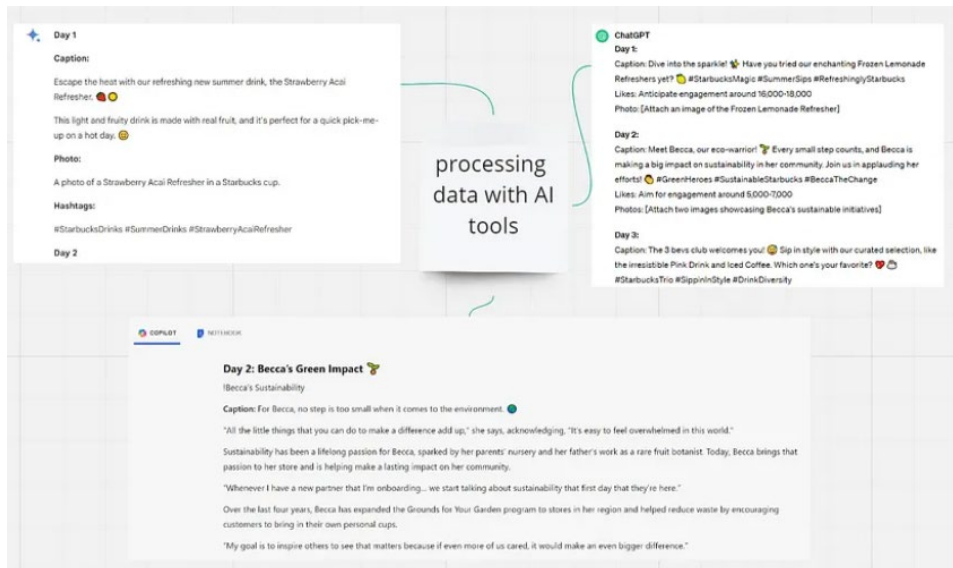 Day 1
Caption:
Escape the heat with our refreshing new summer drink, the Strawberry Acai
Refresher. 🍓🍋
This light and fruity drink is made with real fruit, and it's perfect for a quick pick-me-
up on a hot day. 😊
Photo:
A photo of a Strawberry Acai Refresher in a Starbucks cup.
Hashtags:
#StarbucksDrinks #SummerDrinks #StrawberryAcaiRefresher
Day 2
processing
data with AI
tools
ChatGPT
Day 1:
Caption: Dive into the sparkle! ✨ Have you tried our enchanting Frozen Lemonade
Refreshers yet? 🍋 #StarbucksMagic #SummerSips #RefreshinglyStarbucks
Likes: Anticipate engagement around 16,000-18,000
Photo: [Attach an image of the Frozen Lemonade Refresher]
Day 2:
Caption: Meet Becca, our eco-warrior! 🌱 Every small step counts, and Becca is
making a big impact on sustainability in her community. Join us in applauding her
efforts! 👏 #GreenHeroes #SustainableStarbucks #BeccaTheChange
Likes: Aim for engagement around 5,000-7,000
Photos: [Attach two images showcasing Becca's sustainable initiatives]
Day 3:
Caption: The 3 bevs club welcomes you! 🤩 Sip in style with our curated selection, like
the irresistible Pink Drink and Iced Coffee. Which one's your favorite? 💖☕
#StarbucksTrio #SippinInStyle #DrinkDiversity
COPILOT
NOTEBOOK
Day 2: Becca's Green Impact 🌱
!Becca's Sustainability
Caption: For Becca, no step is too small when it comes to the environment. 🌎
"All the little things that you can do to make a difference add up," she says, acknowledging, "It's easy to feel overwhelmed in this world."
Sustainability has been a lifelong passion for Becca, sparked by her parents' nursery and her father's work as a rare fruit botanist. Today, Becca brings that
passion to her store and is helping make a lasting impact on her community.
"Whenever I have a new partner that I'm onboarding... we start talking about sustainability that first day that they're here."
Over the last four years, Becca has expanded the Grounds for Your Garden program to stores in her region and helped reduce waste by encouraging
customers to bring in their own personal cups.
"My goal is to inspire others to see that matters because if even more of us cared, it would make an even bigger difference."